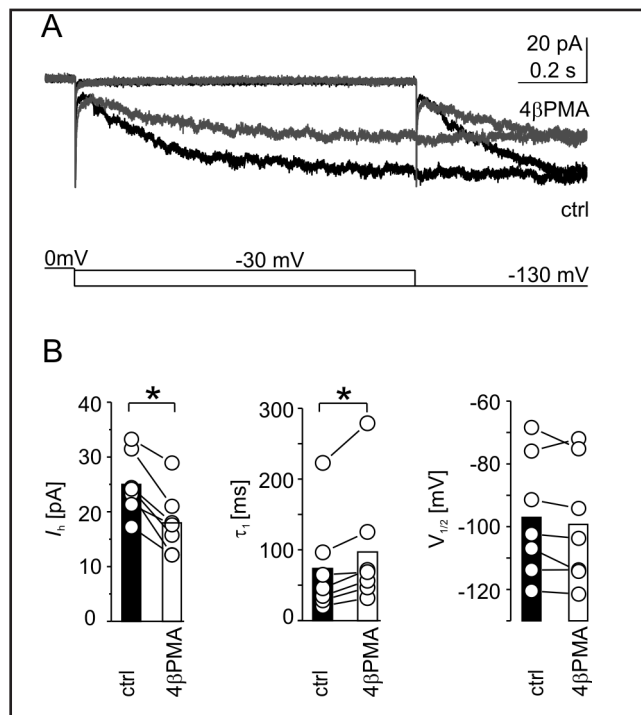 A
20 pA
0.2 s
4βPMA
ctrl
0mV
-30 mV
-130 mV
B
*
*
40
30
20
10
0
Ih [pA]
ctrl
4βPMA
300
200
100
0
τ1 [ms]
ctrl
4βPMA
-60
-80
-100
-120
V1/2 [mV]
ctrl
4βPMA